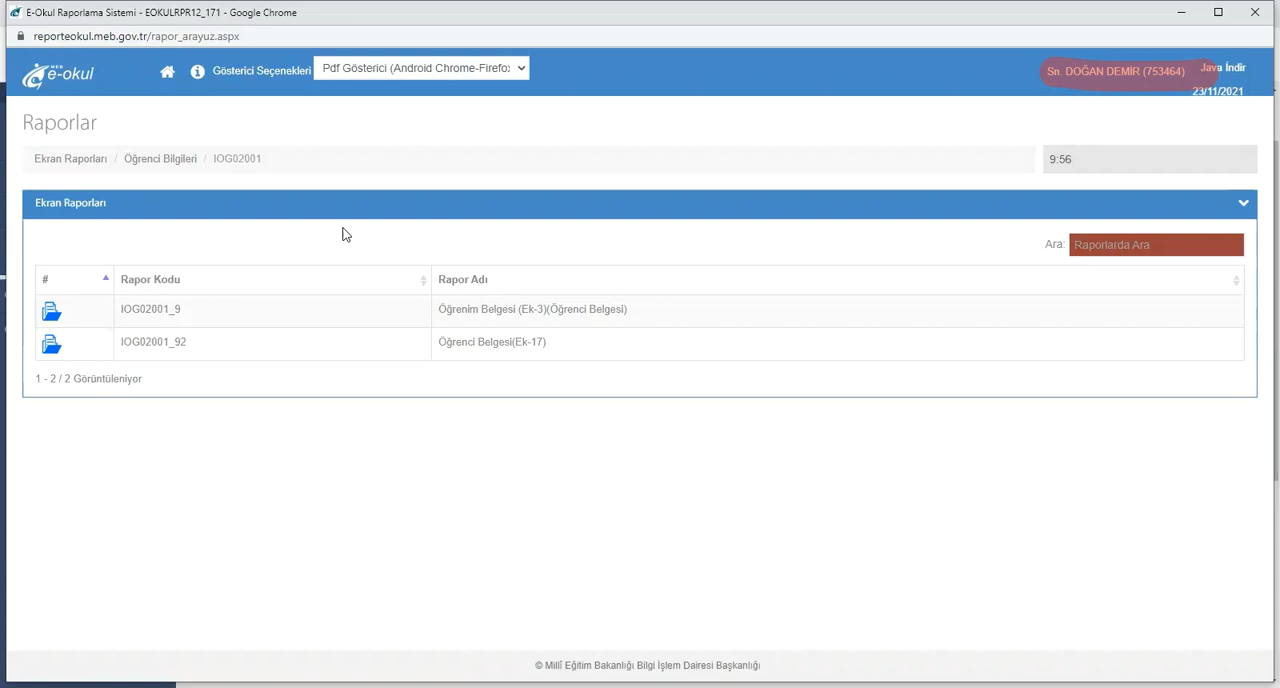 E-Okul Raporlama Sistemi - EOKULRPR12_171 - Google Chrome
reporteokul.meb.gov.tr/rapor_arayuz.aspx
WEB e-okul Gösterici Seçenekleri Pdf Gösterici (Android Chrome-Firefox Sn. DOĞAN DEMİR (753464) Java İndir
23/11/2021
Raporlar
Ekran Raporları / Öğrenci Bilgileri / IOG02001 9:56
Ekran Raporları
Ara: Raporlarda Ara
# Rapor Kodu Rapor Adı
IOG02001_9 Öğrenim Belgesi (Ek-3)(Öğrenci Belgesi)
IOG02001_92 Öğrenci Belgesi(Ek-17)
1 - 2 / 2 Görüntüleniyor
© Millî Eğitim Bakanlığı Bilgi İşlem Dairesi Başkanlığı